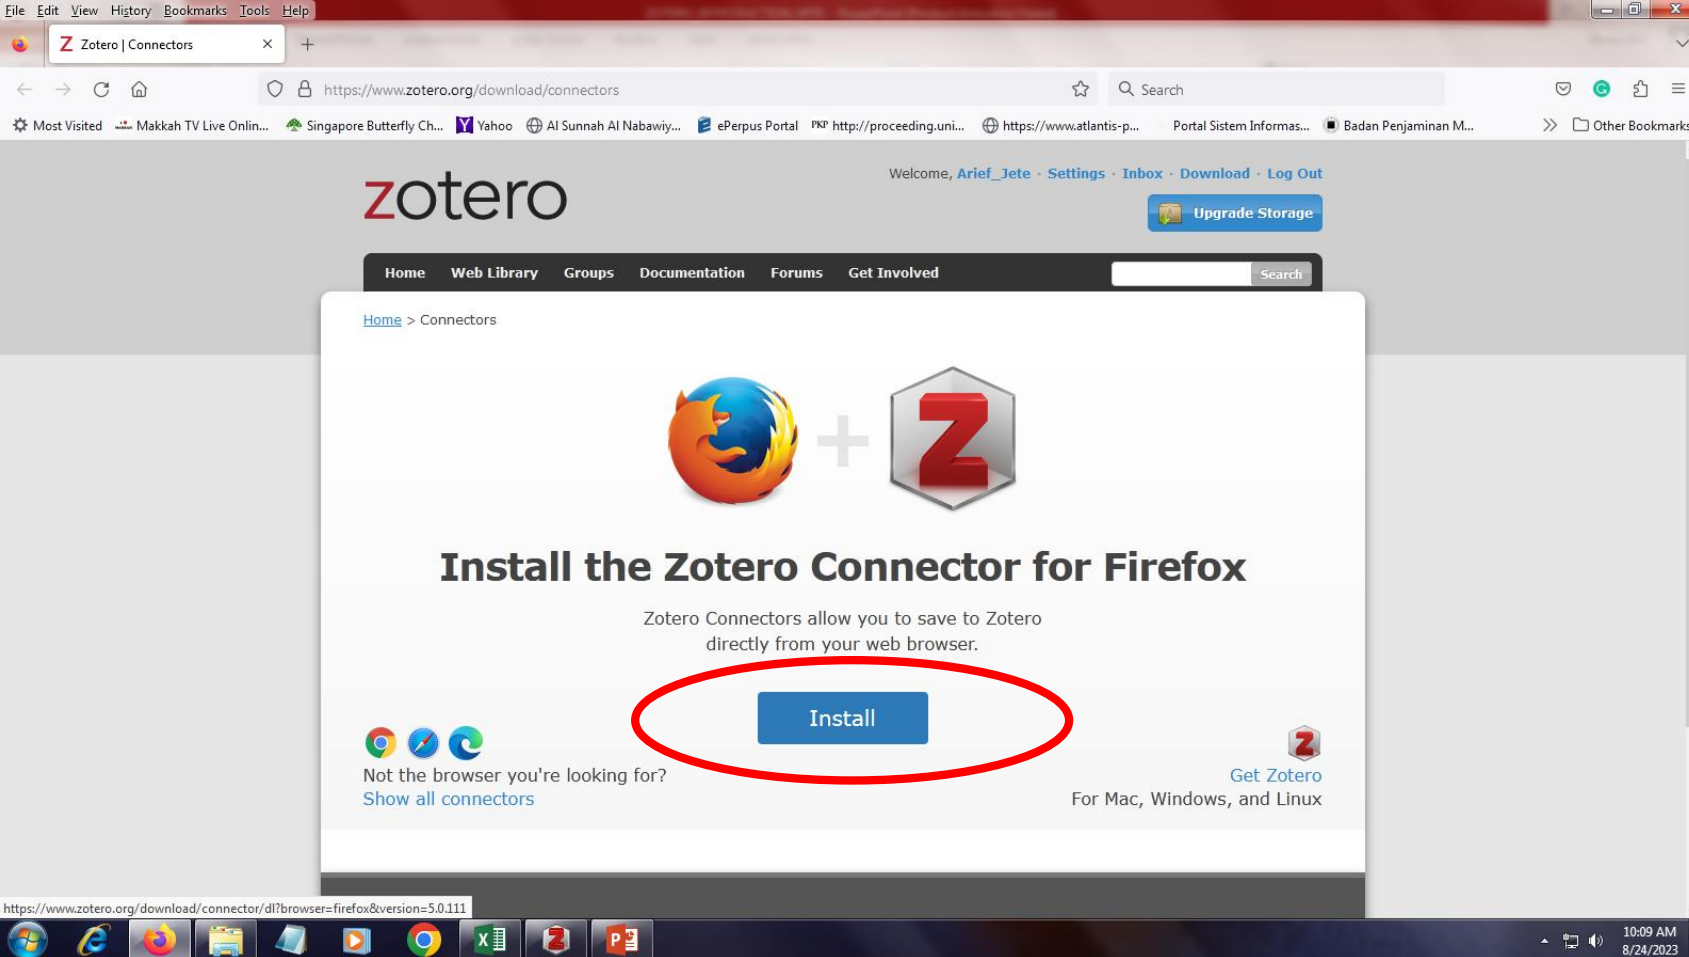 File Edit View History Bookmarks Tools Help
Z Zotero | Connectors
https://www.zotero.org/download/connectors
Search
Most Visited Makkah TV Live Onlin... Singapore Butterfly Ch... Yahoo Al Sunnah Al Nabawiy... ePerpus Portal PKP http://proceeding.uni... https://www.atlantis-p... Portal Sistem Informas... Badan Penjaminan M... Other Bookmarks
zotero
Welcome, Arief_Jete · Settings · Inbox · Download · Log Out
Upgrade Storage
Home Web Library Groups Documentation Forums Get Involved Search
Home > Connectors
Z
Install the Zotero Connector for Firefox
Zotero Connectors allow you to save to Zotero
directly from your web browser.
Install
Not the browser you're looking for?
Show all connectors
Z
Get Zotero
For Mac, Windows, and Linux
https://www.zotero.org/download/connector/dl?browser=firefox&version=5.0.111
10:09 AM
8/24/2023